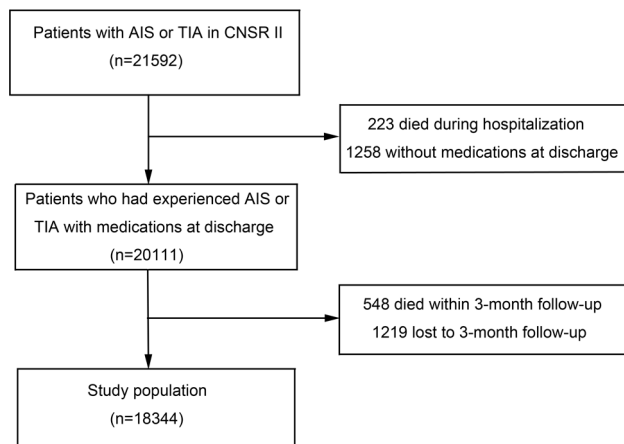 Patients with AIS or TIA in CNSR II
(n=21592)
223 died during hospitalization
1258 without medications at discharge
Patients who had experienced AIS or
TIA with medications at discharge
(n=20111)
548 died within 3-month follow-up
1219 lost to 3-month follow-up
Study population
(n=18344)